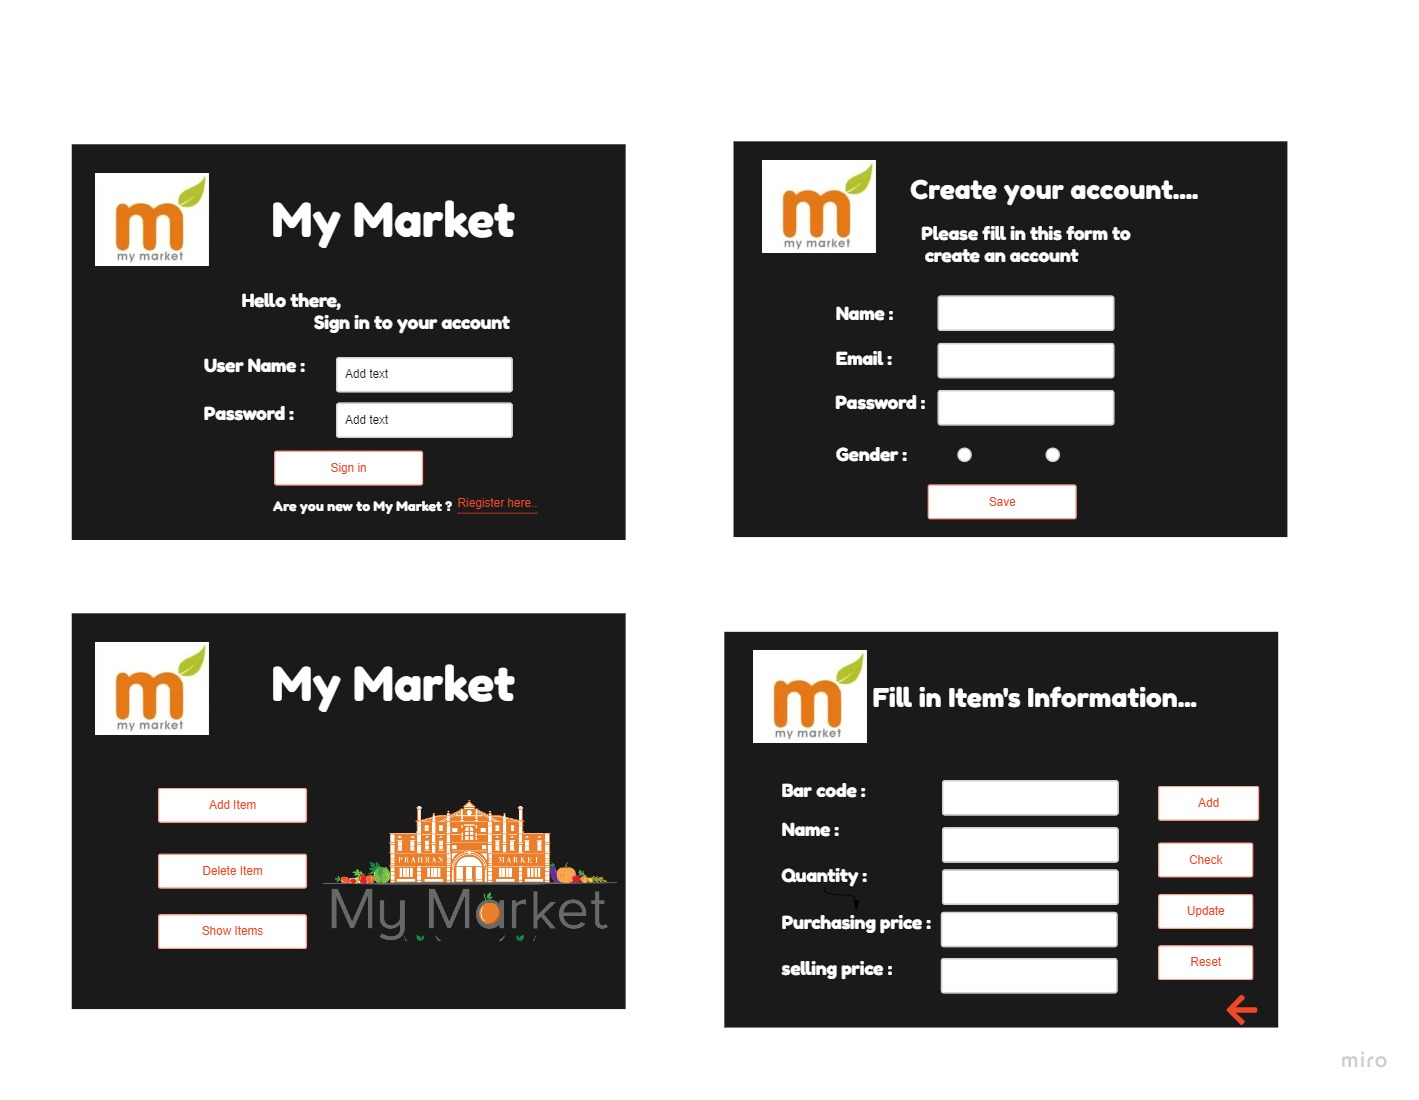 my market
My Market
Hello there,
Sign in to your account
User Name :
Add text
Password :
Add text
Sign in
Are you new to My Market ? Riegister here..
my market
Create your account....
Please fill in this form to
create an account
Name :
Email :
Password :
Gender :
Save
my market
My Market
Add Item
Delete Item
Show Items
PRAHRAN MARKET
My Market
my market
Fill in Item's Information...
Bar code :
Name :
Quantity :
Purchasing price :
selling price :
Add
Check
Update
Reset
miro